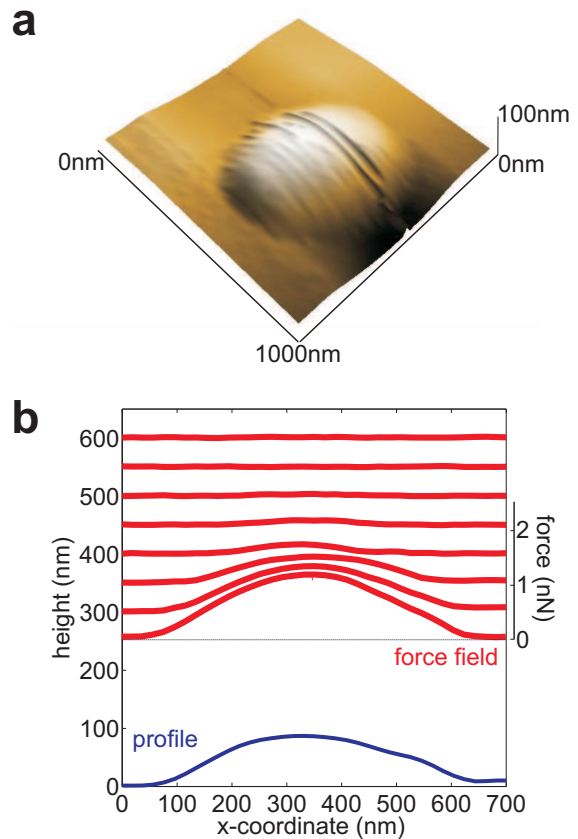 a
100nm
0nm
0nm
1000nm
b
600
500
400
300
200
100
0
height (nm)
2
1
0
force (nN)
force field
profile
0 100 200 300 400 500 600 700
x-coordinate (nm)